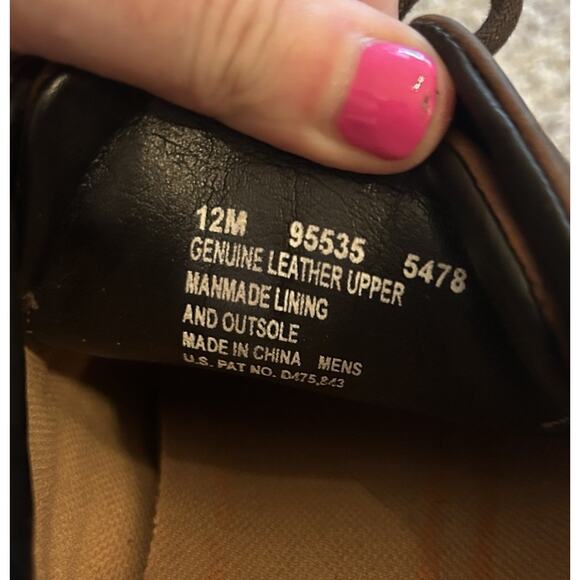 12M 95535 5478
GENUINE LEATHER UPPER
MANMADE LINING
AND OUTSOLE
MADE IN CHINA MENS
U.S. PAT NO. D475,843